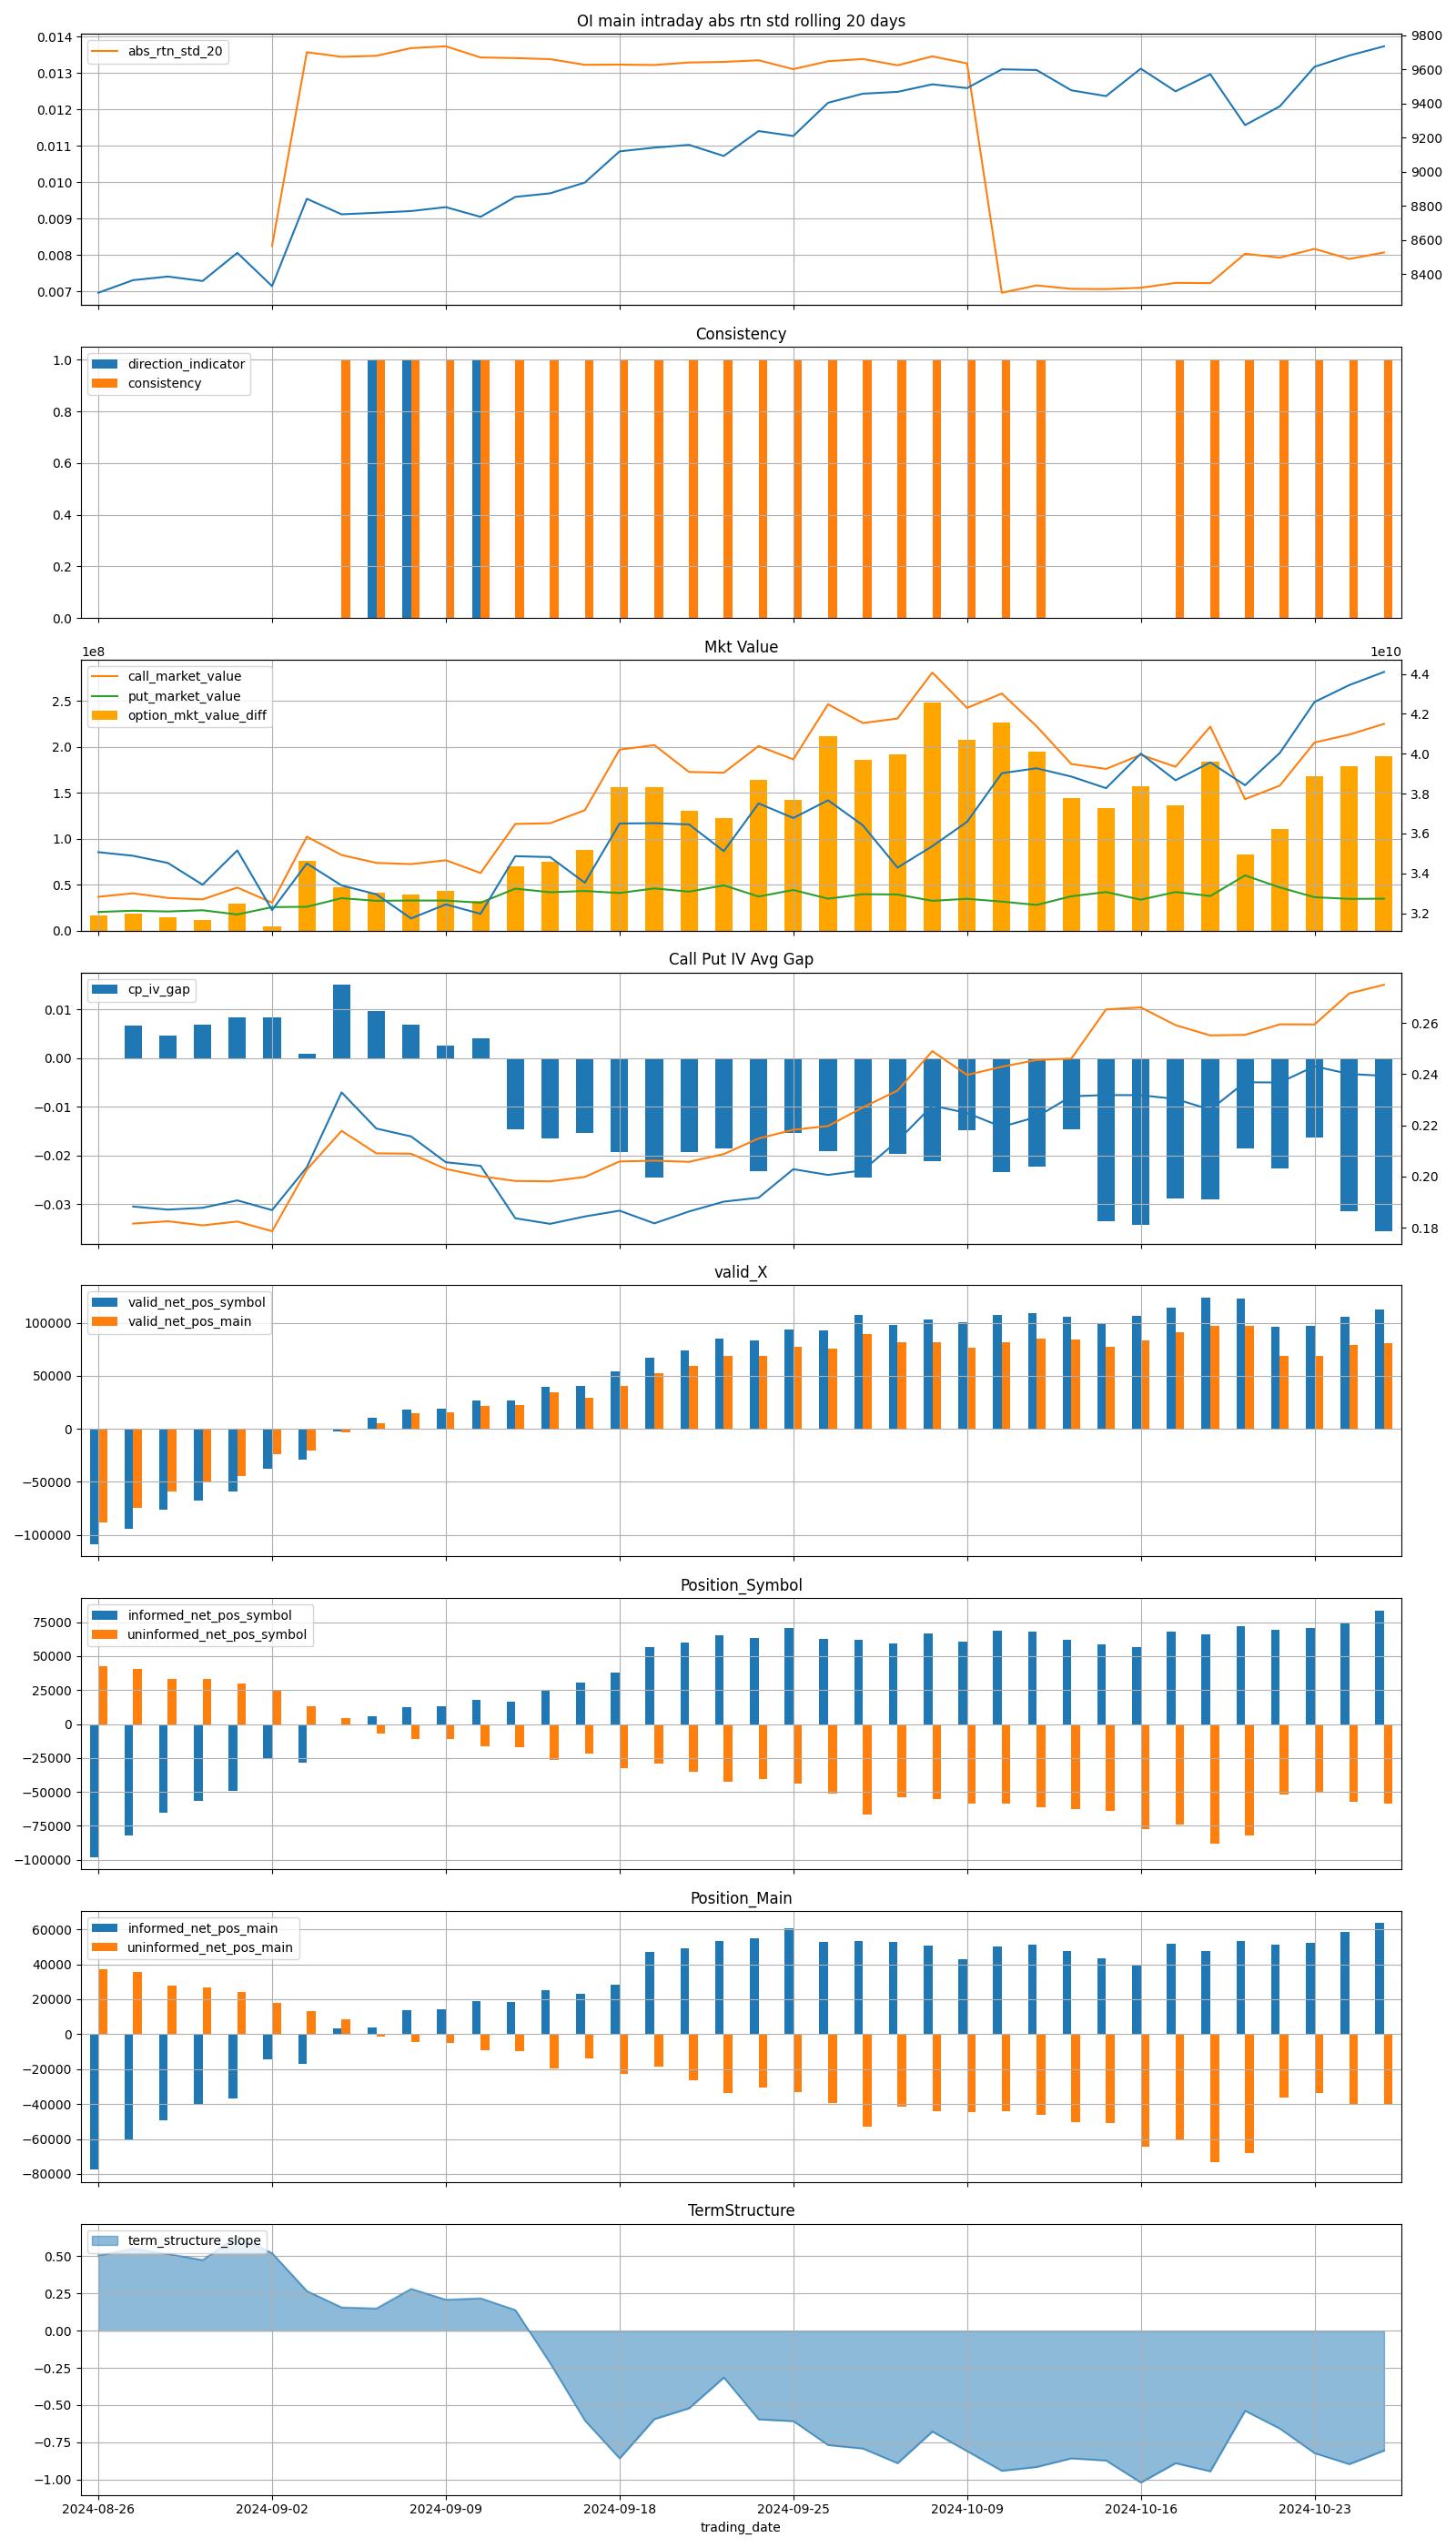 OI main intraday abs rtn std rolling 20 days
abs_rtn_std_20
0.014
0.013
0.012
0.011
0.010
0.009
0.008
0.007
9800
9600
9400
9200
9000
8800
8600
8400
Consistency
direction_indicator
consistency
1.0
0.8
0.6
0.4
0.2
0.0
Mkt Value
1e8
1e10
call_market_value
put_market_value
option_mkt_value_diff
2.5
2.0
1.5
1.0
0.5
0.0
4.4
4.2
4.0
3.8
3.6
3.4
3.2
Call Put IV Avg Gap
cp_iv_gap
0.01
0.00
−0.01
−0.02
−0.03
0.26
0.24
0.22
0.20
0.18
valid_X
valid_net_pos_symbol
valid_net_pos_main
100000
50000
0
−50000
−100000
Position_Symbol
informed_net_pos_symbol
uninformed_net_pos_symbol
75000
50000
25000
0
−25000
−50000
−75000
−100000
Position_Main
informed_net_pos_main
uninformed_net_pos_main
60000
40000
20000
0
−20000
−40000
−60000
−80000
TermStructure
term_structure_slope
0.50
0.25
0.00
−0.25
−0.50
−0.75
−1.00
2024-08-26 2024-09-02 2024-09-09 2024-09-18 2024-09-25 2024-10-09 2024-10-16 2024-10-23
trading_date